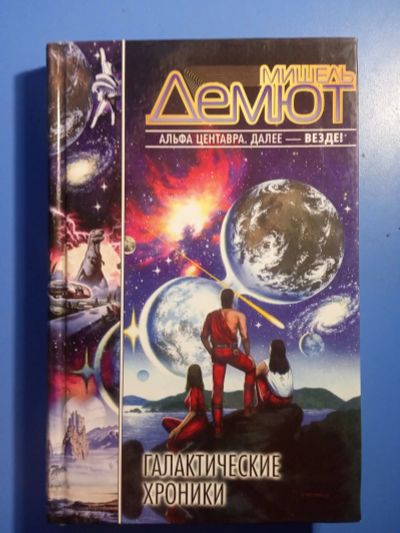 МИШЕЛЬ
ДЕМЮТ
АЛЬФА ЦЕНТАВРА. ДАЛЕЕ — ВЕЗДЕ!
ГАЛАКТИЧЕСКИЕ
ХРОНИКИ